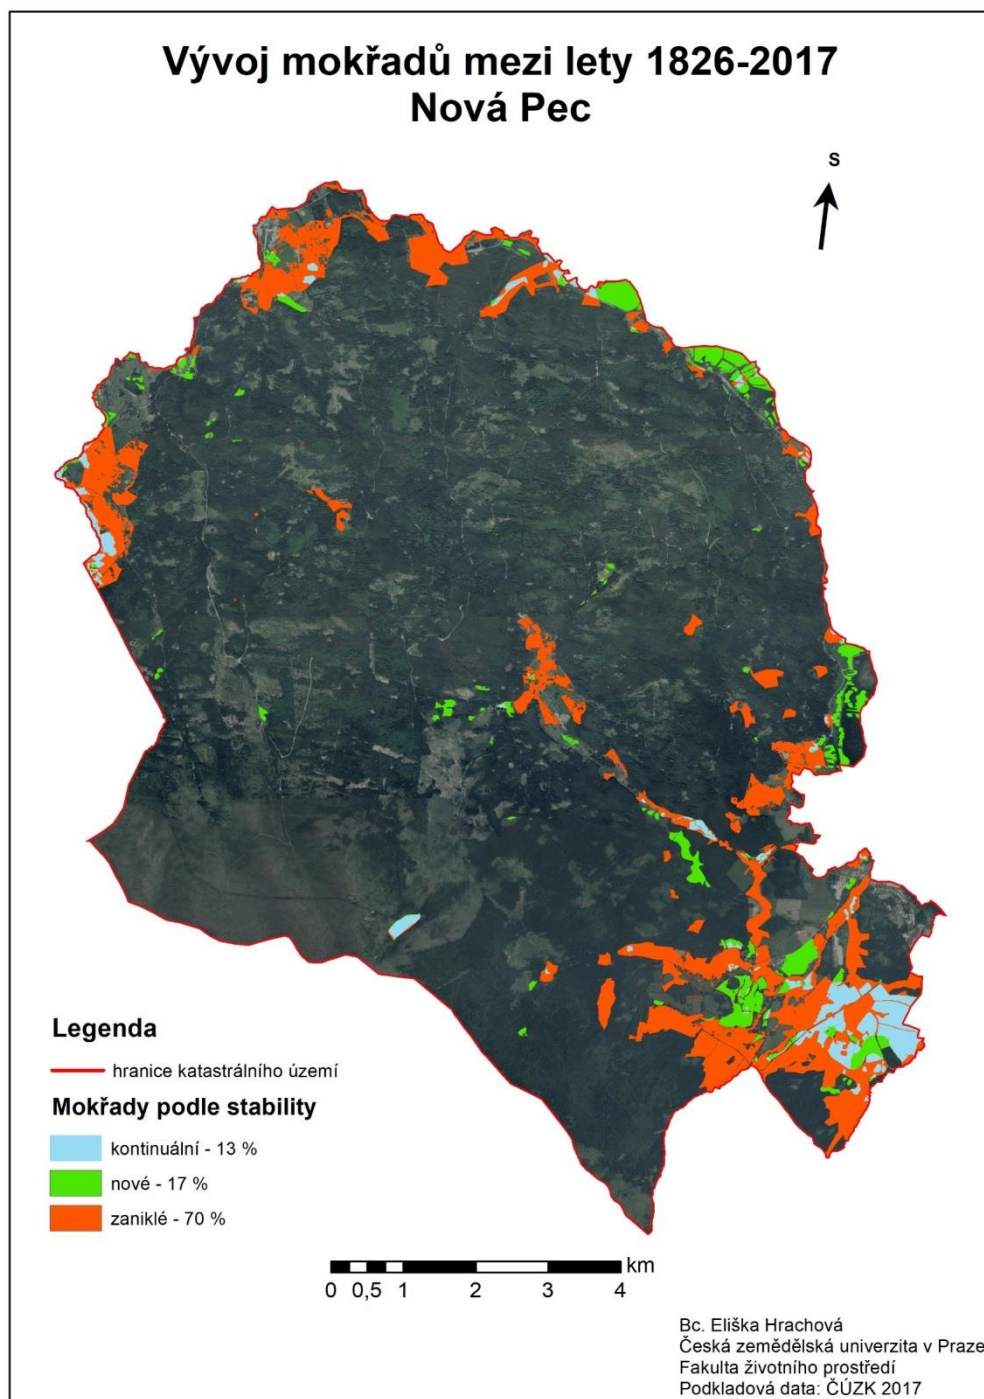 Vývoj mokřadů mezi lety 1826-2017
Nová Pec
S
Legenda
hranice katastrálního území
Mokřady podle stability
kontinuální - 13 %
nové - 17 %
zaniklé - 70 %
km
0 0,5 1 2 3 4
Bc. Eliška Hrachová
Česká zemědělská univerzita v Praze
Fakulta životního prostředí
Podkladová data: ČÚZK 2017